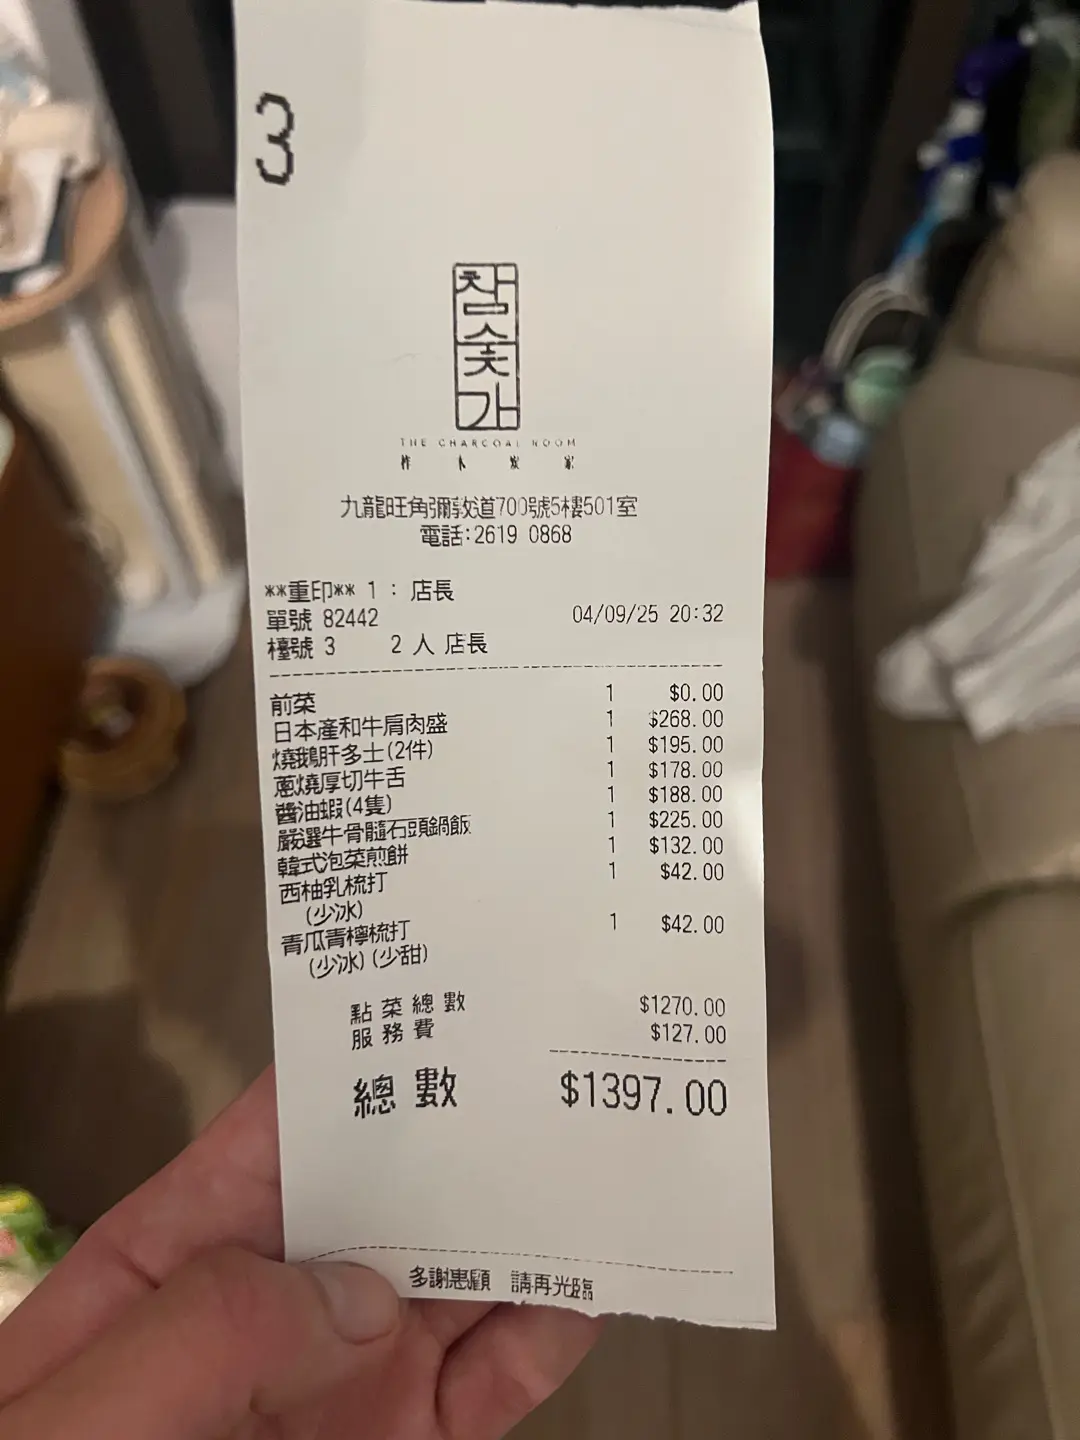 3
참숯가
THE CHARCOAL ROOM
柞木炭家
九龍旺角彌敦道700號5樓501室
電話:2619 0868
**重印** 1 : 店長
單號 82442 04/09/25 20:32
檯號 3 2 人 店長
前菜 1 $0.00
日本產和牛肩肉盛 1 $268.00
燒鵝肝多士(2件) 1 $195.00
蔥燒厚切牛舌 1 $178.00
醬油蝦(4隻) 1 $188.00
嚴選牛骨髓石頭鍋飯 1 $225.00
韓式泡菜煎餅 1 $132.00
西柚乳梳打 1 $42.00
(少冰)
青瓜青檸梳打 1 $42.00
(少冰)(少甜)
點菜總數 $1270.00
服務費 $127.00
總數 $1397.00
多謝惠顧 請再光臨